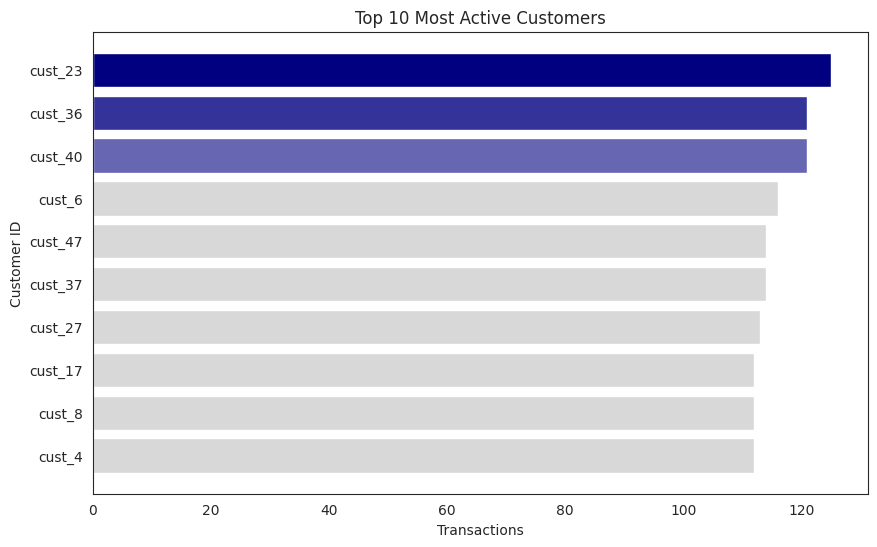 Top 10 Most Active Customers
Customer ID
cust_23
cust_36
cust_40
cust_6
cust_47
cust_37
cust_27
cust_17
cust_8
cust_4
0 20 40 60 80 100 120
Transactions